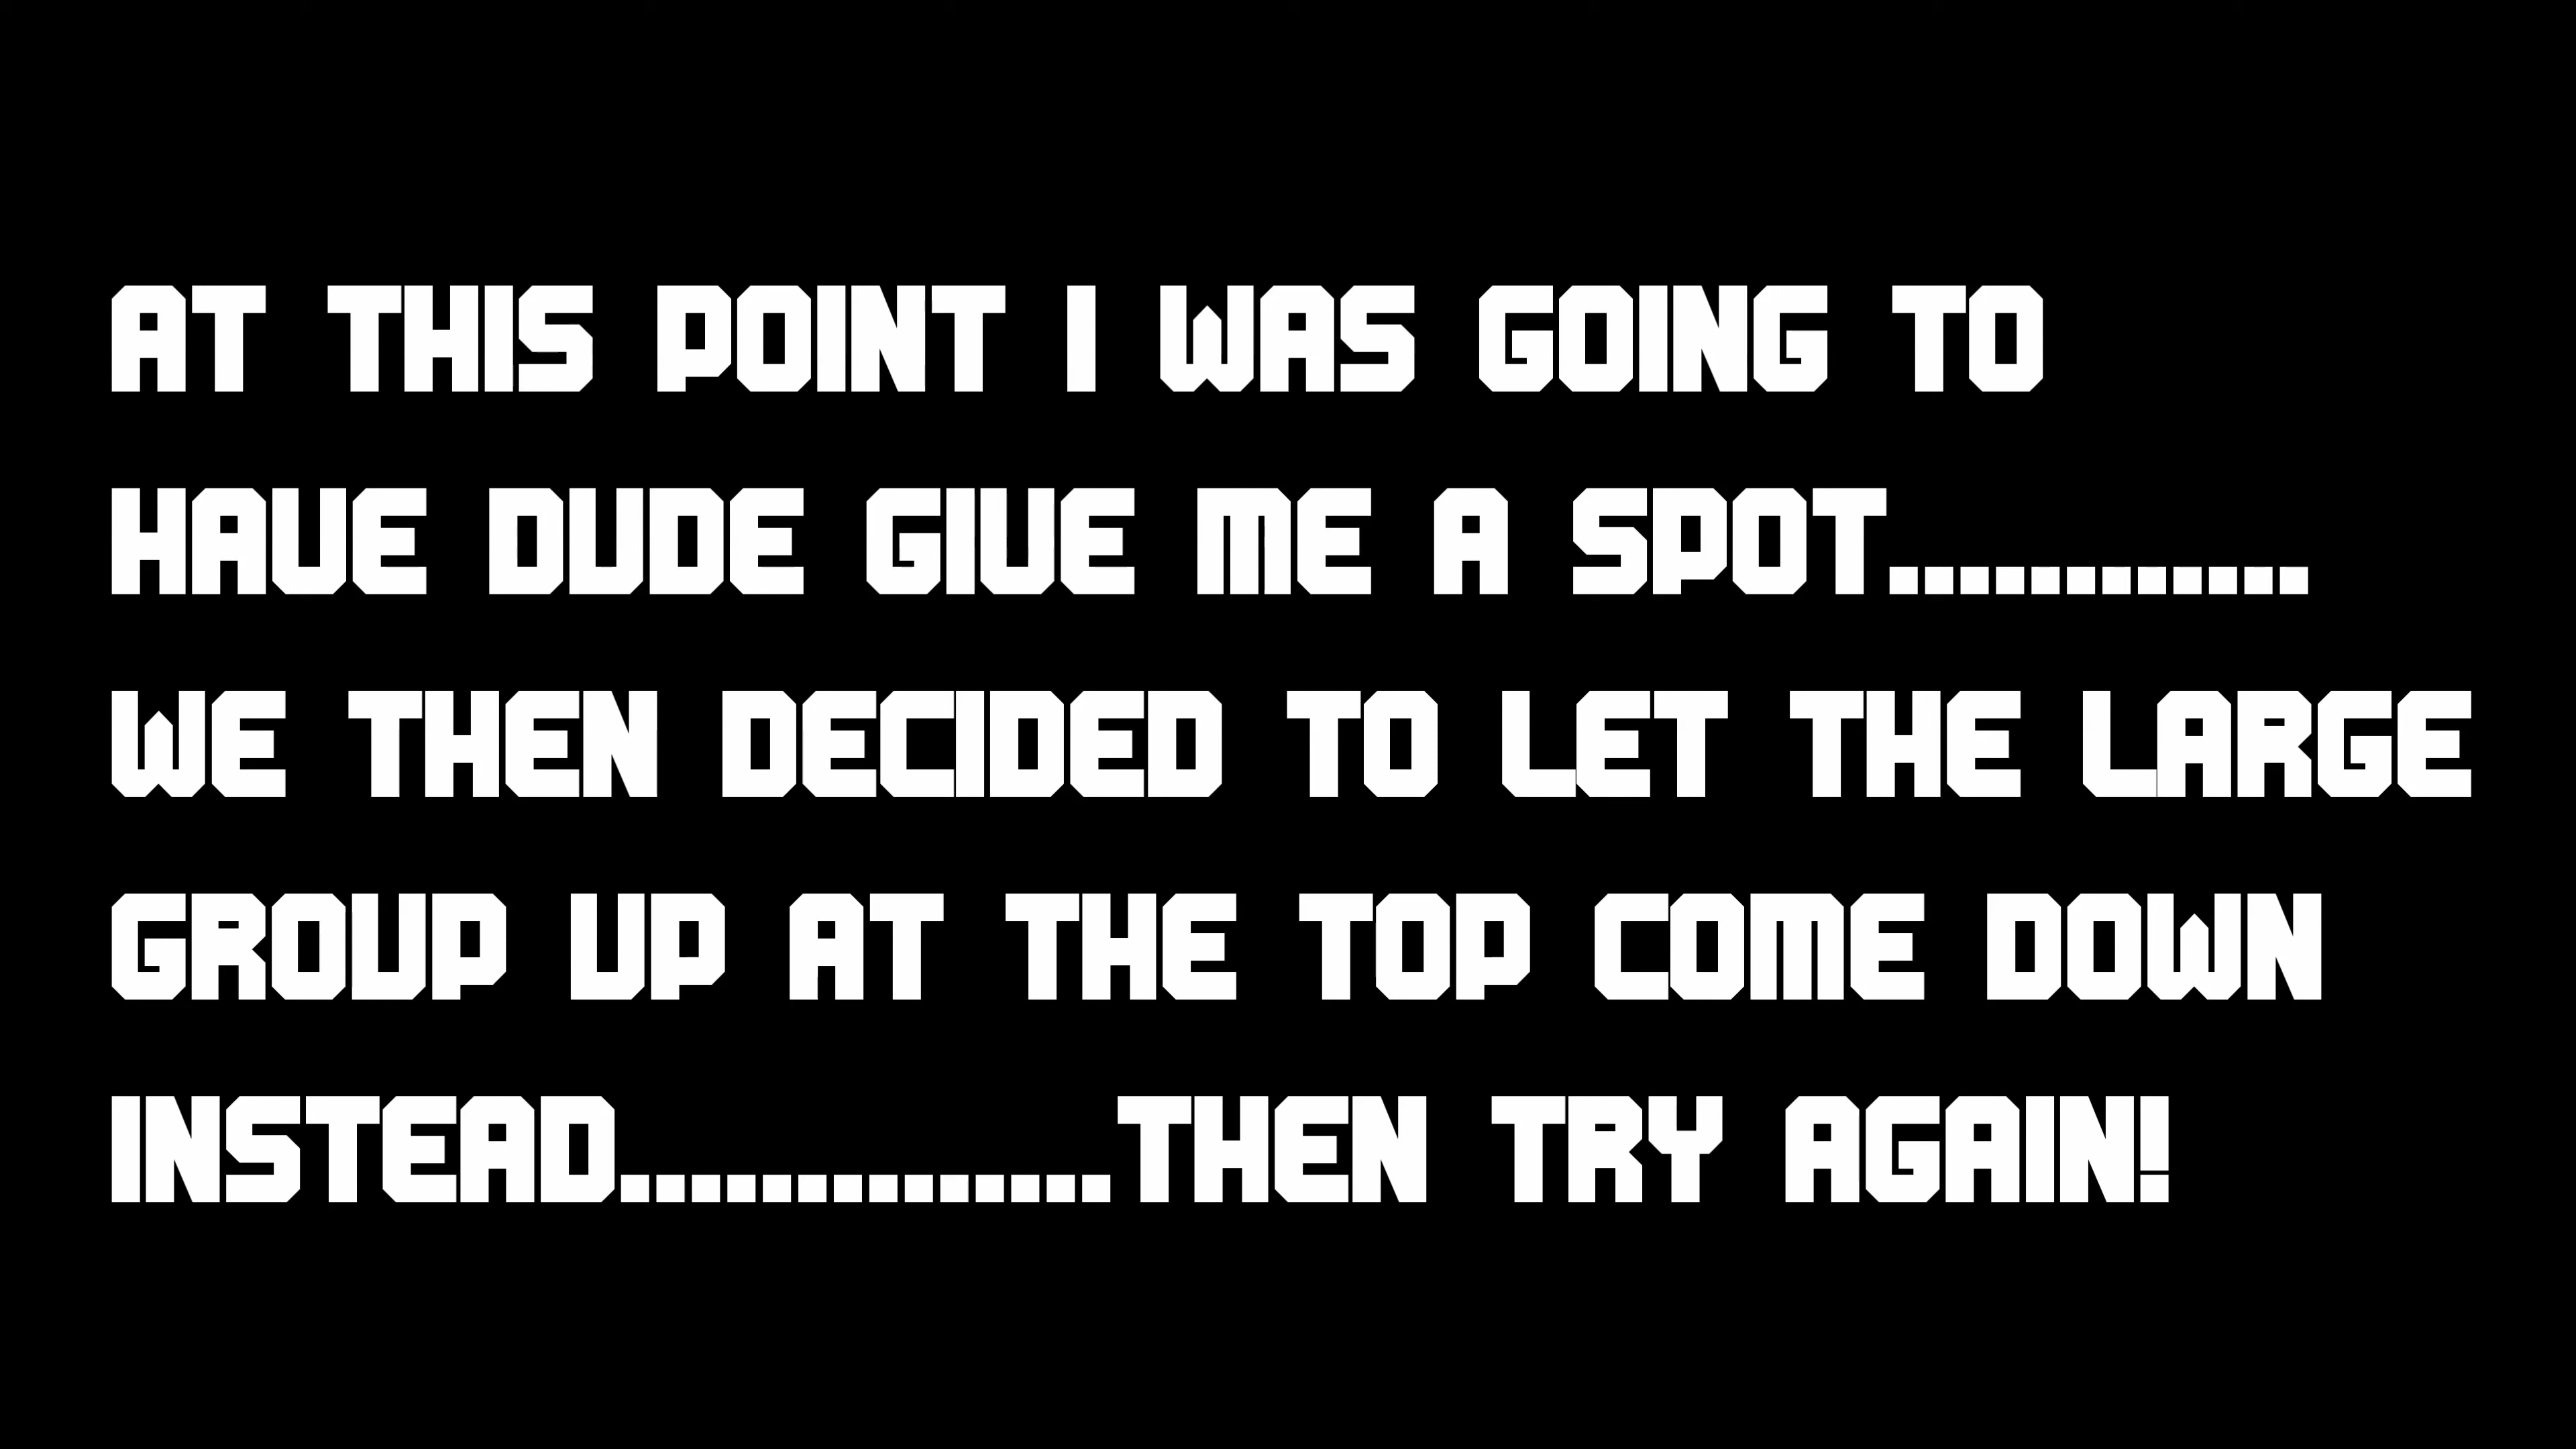 AT THIS POINT I WAS GOING TO
HAVE DUDE GIVE ME A SPOT............
WE THEN DECIDED TO LET THE LARGE
GROUP UP AT THE TOP COME DOWN
INSTEAD..............THEN TRY AGAIN!